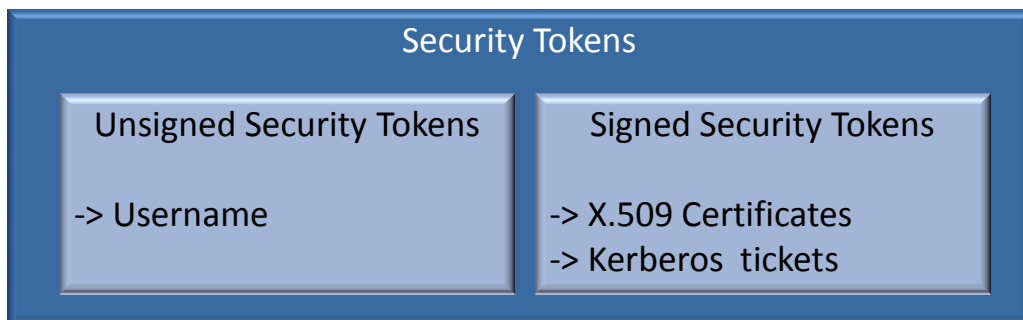 Security Tokens
Unsigned Security Tokens
-> Username
Signed Security Tokens
-> X.509 Certificates
-> Kerberos tickets